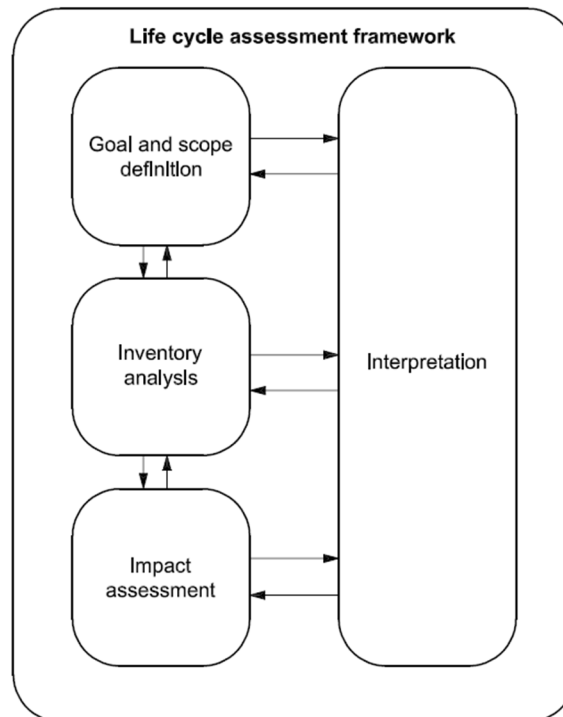 Life cycle assessment framework
Goal and scope
definition
Inventory
analysis
Interpretation
Impact
assessment